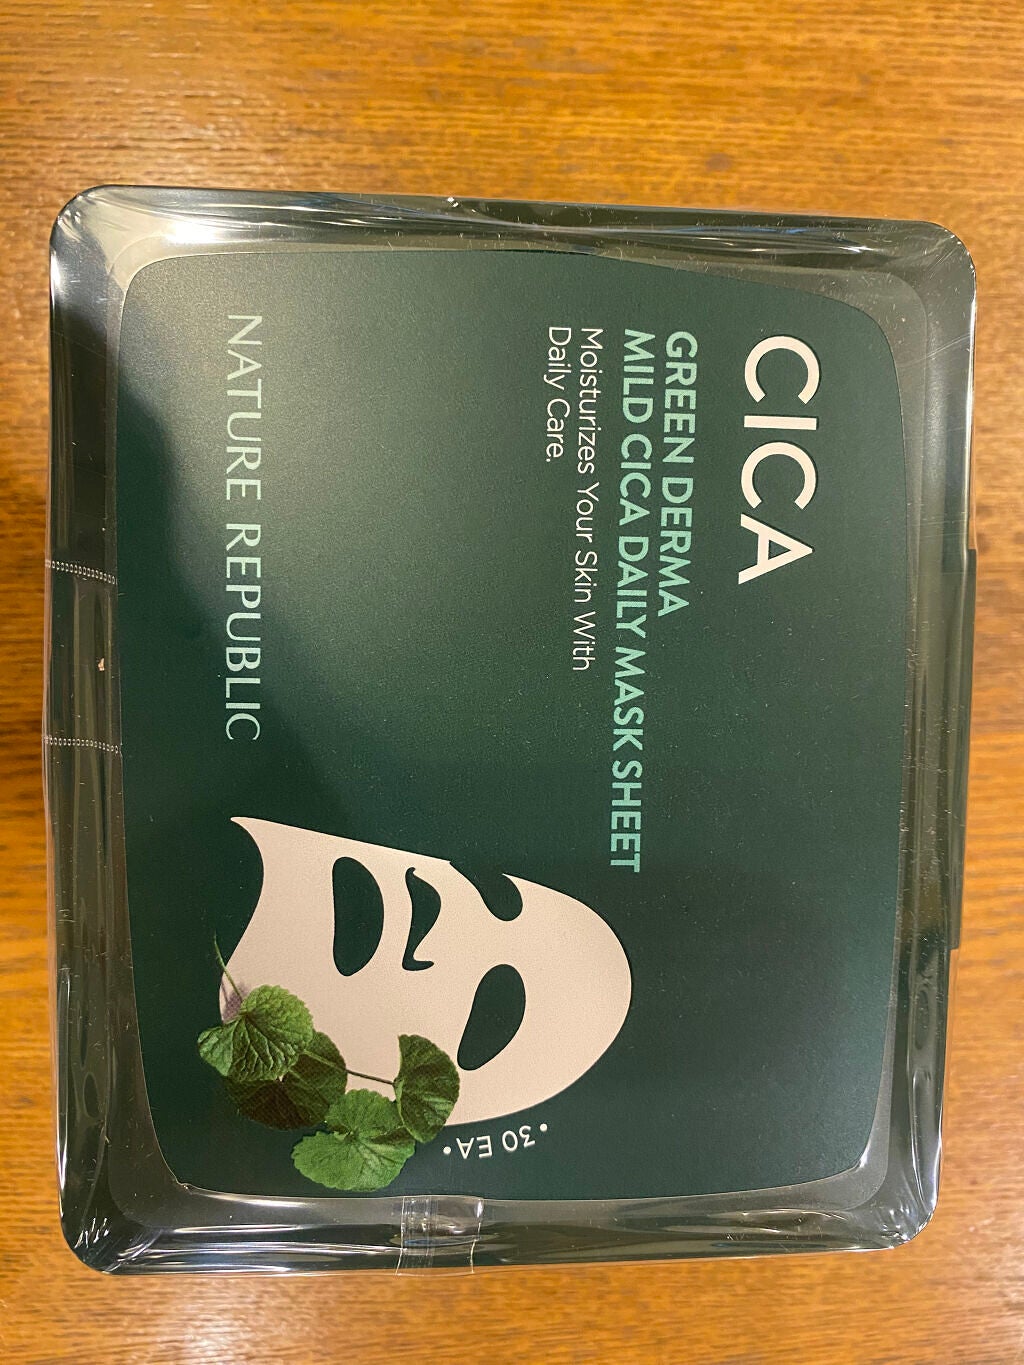 CICA
GREEN DERMA
MILD CICA DAILY MASK SHEET
Moisturizes Your Skin With
Daily Care.
• 30 EA •
NATURE REPUBLIC